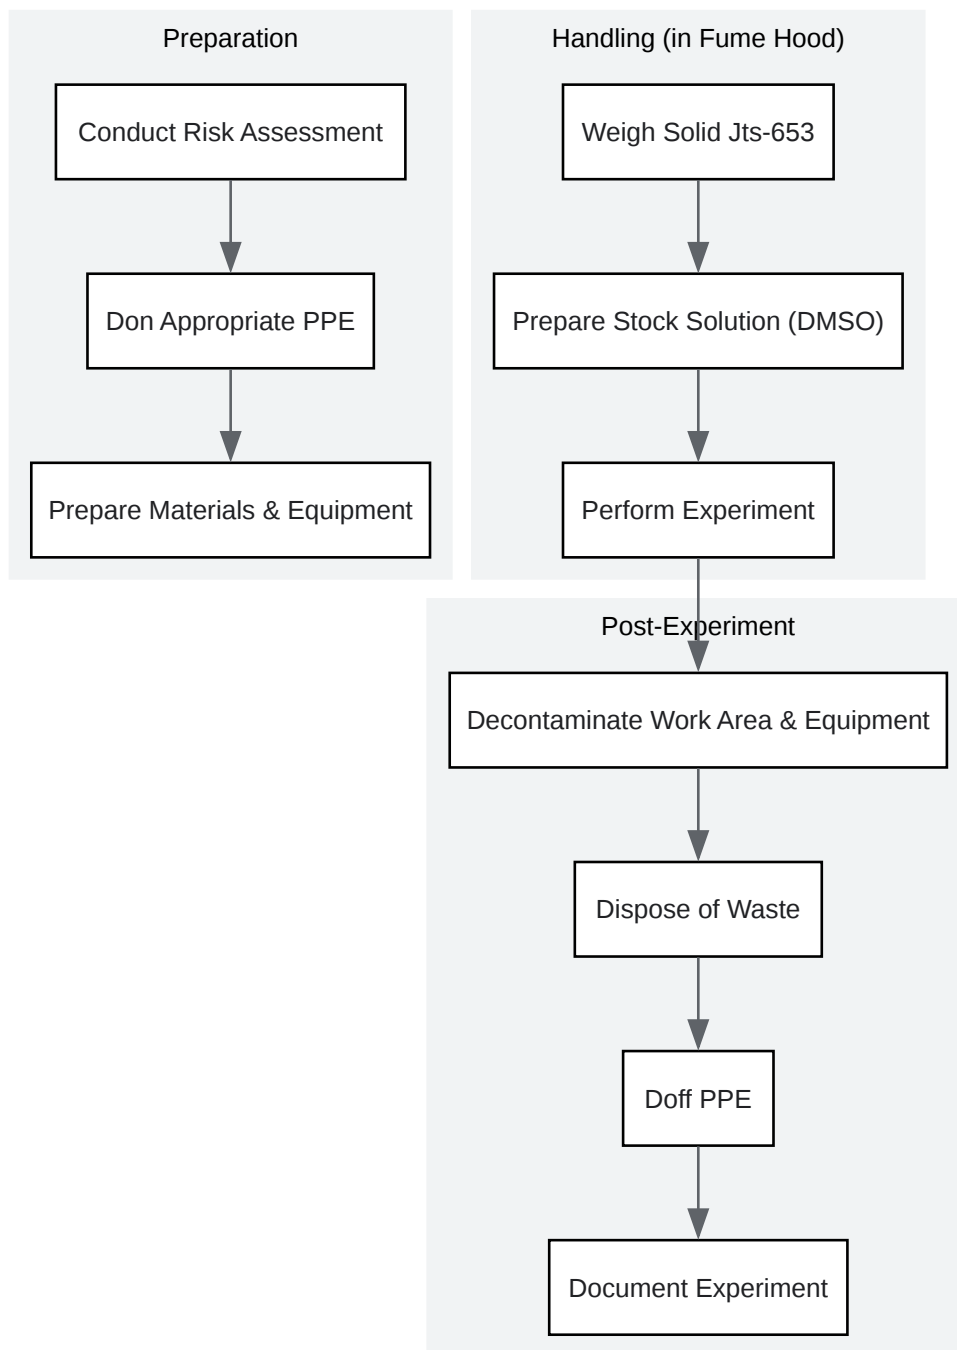 Preparation
Conduct Risk Assessment
Don Appropriate PPE
Prepare Materials & Equipment
Handling (in Fume Hood)
Weigh Solid Jts-653
Prepare Stock Solution (DMSO)
Perform Experiment
Post-Experiment
Decontaminate Work Area & Equipment
Dispose of Waste
Doff PPE
Document Experiment